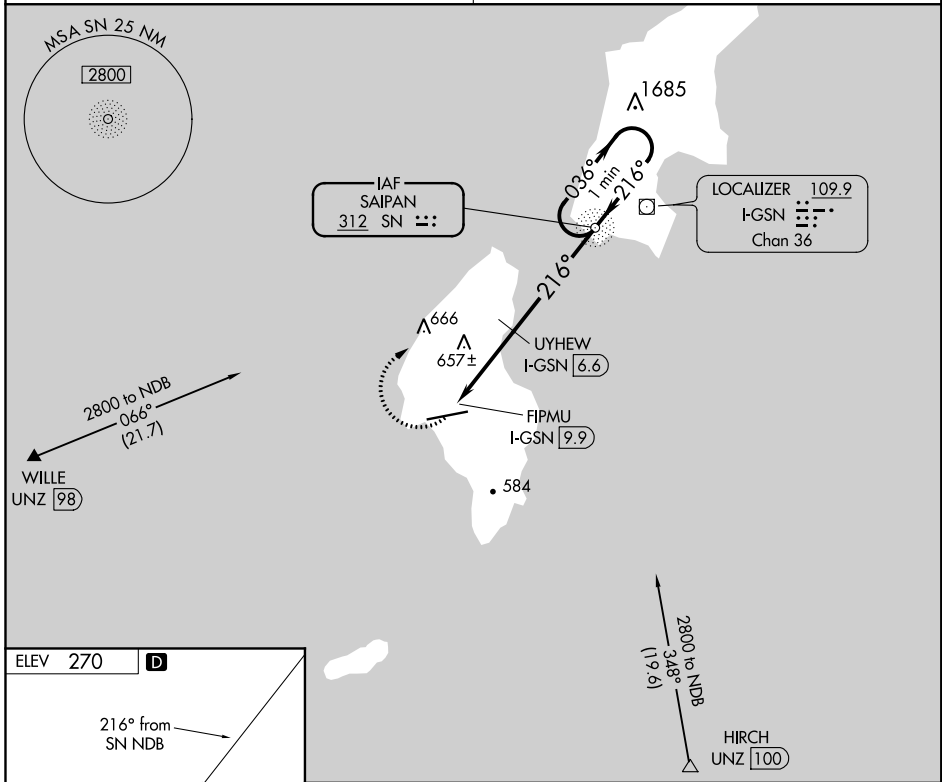 MSA SN 25 NM
2800
1685
036°
1 min
216°
IAF
SAIPAN
312 SN
LOCALIZER 109.9
I-GSN
Chan 36
216°
666
657±
UYHEW
I-GSN 6.6
2800 to NDB
066°
(21.7)
FIPMU
I-GSN 9.9
WILLE
UNZ 98
584
2800 to NDB
348°
(19.6)
ELEV 270 D
216° from
SN NDB
HIRCH
UNZ 100